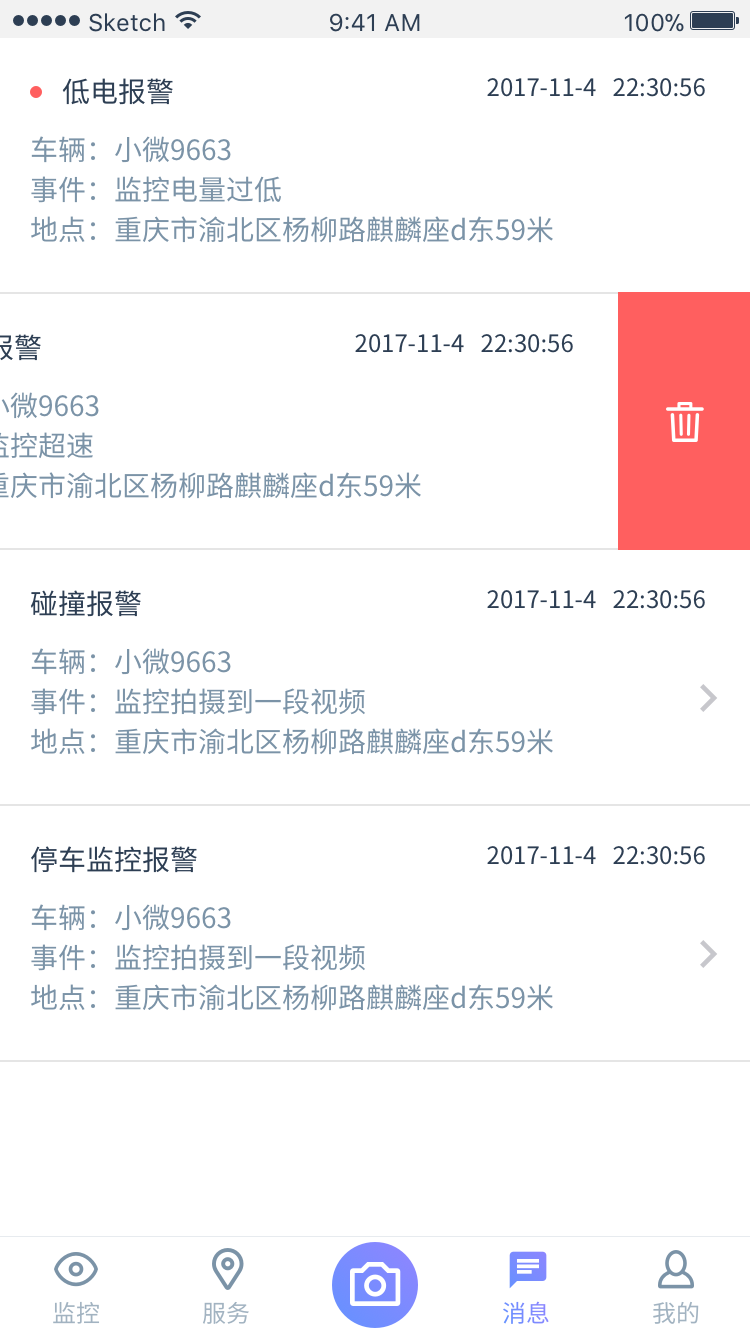 Sketch 9:41 AM 100%
低电报警 2017-11-4 22:30:56
车辆：小微9663
事件：监控电量过低
地点：重庆市渝北区杨柳路麒麟座d东59米
报警 2017-11-4 22:30:56
小微9663
监控超速
重庆市渝北区杨柳路麒麟座d东59米
碰撞报警 2017-11-4 22:30:56
车辆：小微9663
事件：监控拍摄到一段视频
地点：重庆市渝北区杨柳路麒麟座d东59米
停车监控报警 2017-11-4 22:30:56
车辆：小微9663
事件：监控拍摄到一段视频
地点：重庆市渝北区杨柳路麒麟座d东59米
监控 服务 消息 我的